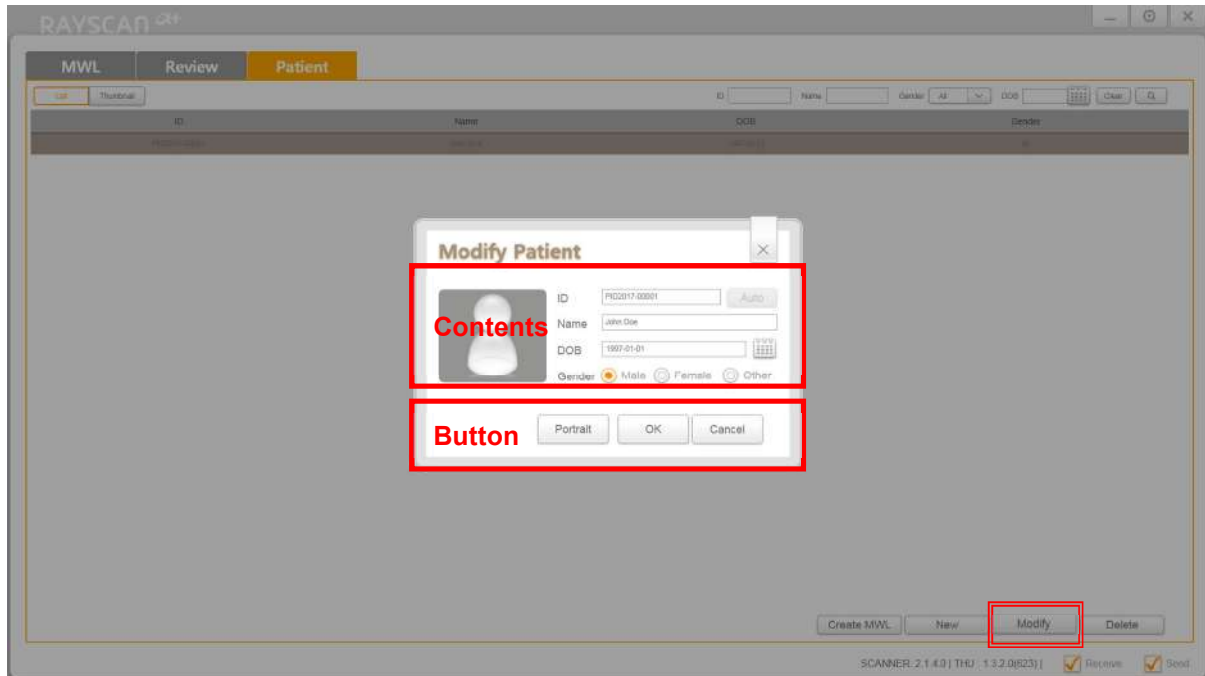 RAYSCAN α+
MWL Review Patient
List Thumbnail ID Name Gender All DOB Clear
ID Name DOB Gender
Modify Patient
ID PID2017-00001 Auto
Contents
Name John Doe
DOB 1997-01-01
Gender Male Female Other
Button Portrait OK Cancel
Create MWL New Modify Delete
SCANNER: 2.1.4.0 | THU : 1.3.2.0(623) | Receive Send